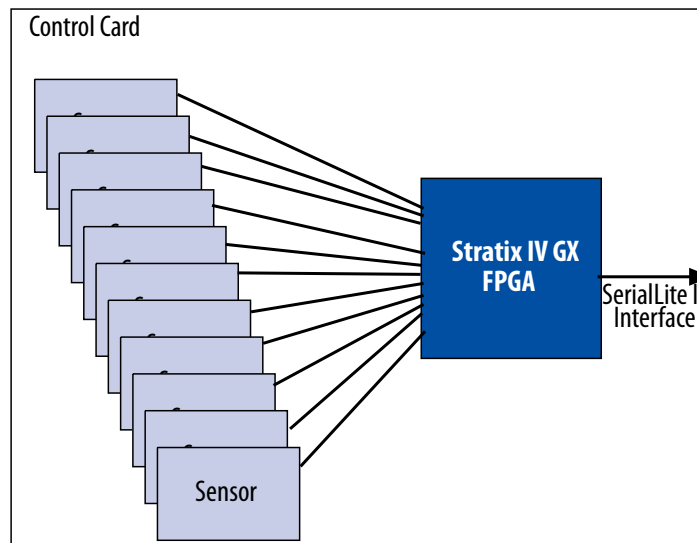 Control Card
Stratix IV GX
FPGA
SerialLite I
Interface
Sensor